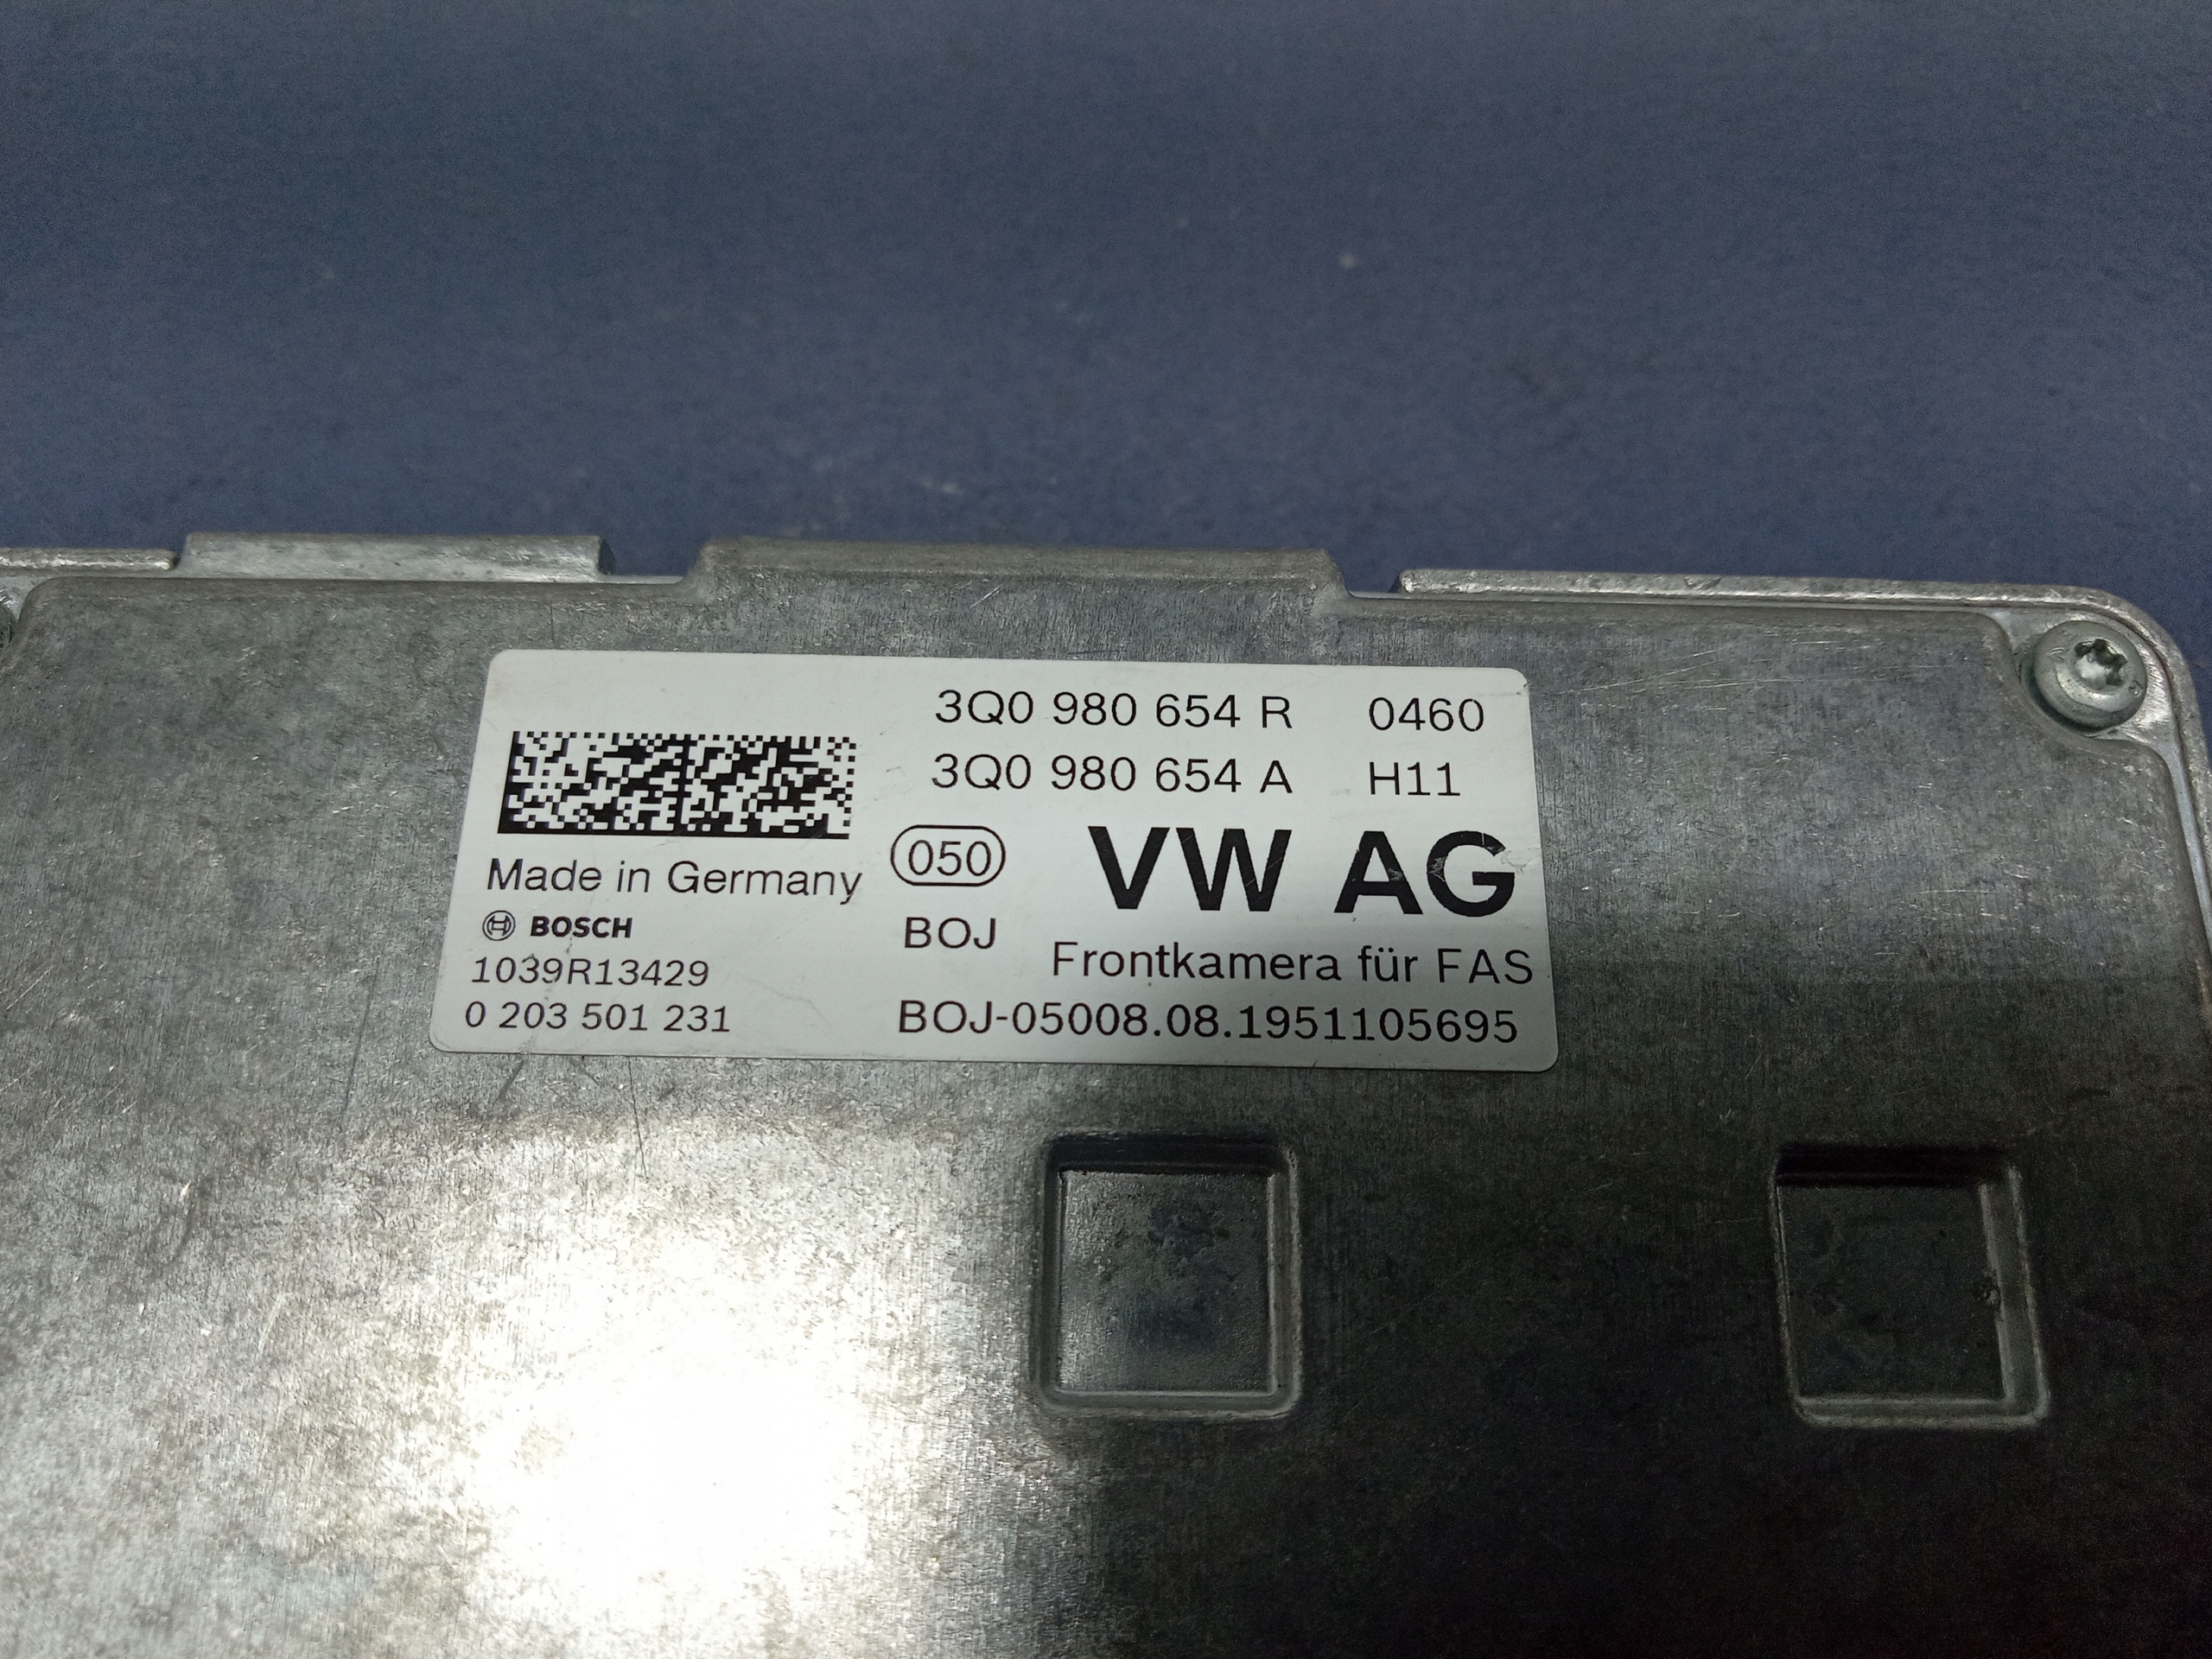 3Q0 980 654 R 0460
3Q0 980 654 A H11
050
VW AG
Made in Germany
BOSCH
BOJ
Frontkamera für FAS
1039R13429
0 203 501 231
BOJ-05008.08.1951105695